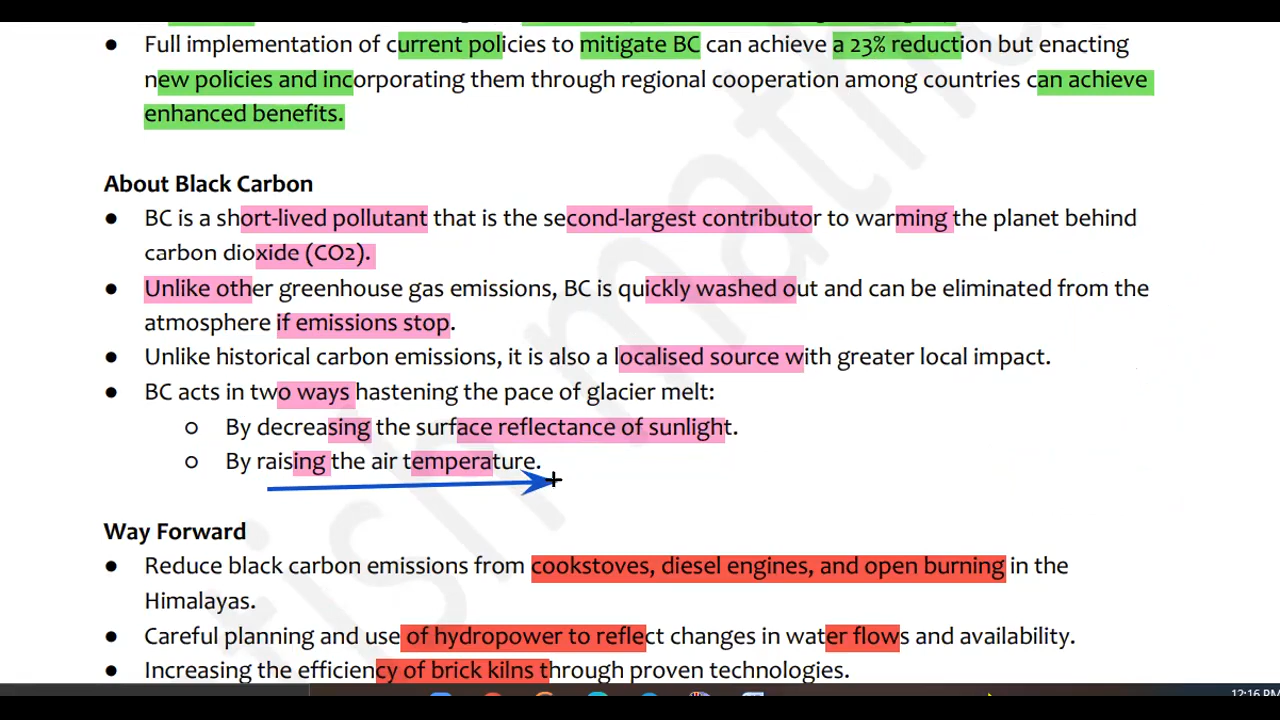 ● Full implementation of current policies to mitigate BC can achieve a 23% reduction but enacting
new policies and incorporating them through regional cooperation among countries can achieve
enhanced benefits.
About Black Carbon
● BC is a short-lived pollutant that is the second-largest contributor to warming the planet behind
carbon dioxide (CO2).
● Unlike other greenhouse gas emissions, BC is quickly washed out and can be eliminated from the
atmosphere if emissions stop.
● Unlike historical carbon emissions, it is also a localised source with greater local impact.
● BC acts in two ways hastening the pace of glacier melt:
○ By decreasing the surface reflectance of sunlight.
○ By raising the air temperature.
Way Forward
● Reduce black carbon emissions from cookstoves, diesel engines, and open burning in the
Himalayas.
● Careful planning and use of hydropower to reflect changes in water flows and availability.
● Increasing the efficiency of brick kilns through proven technologies.
12:16 PM